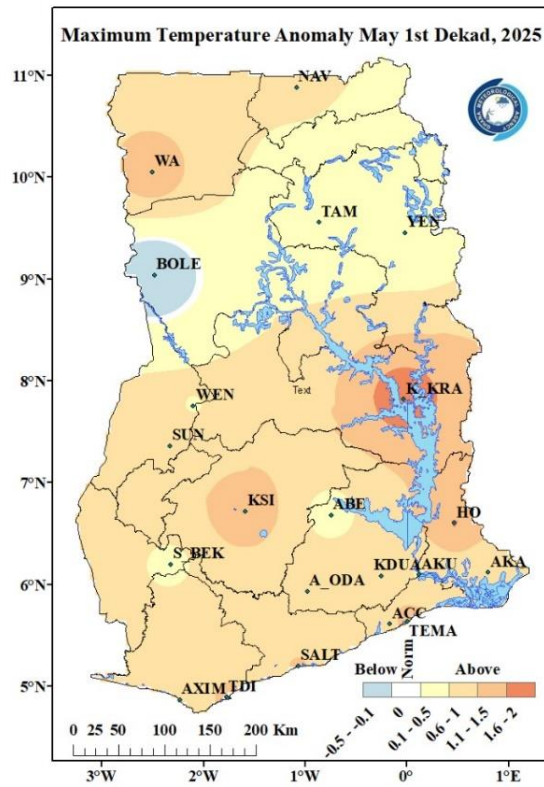 Maximum Temperature Anomaly May 1st Dekad, 2025
11°N
10°N
9°N
8°N
7°N
6°N
5°N
NAV
WA
TAM
YEN
BOLE
K_KRA
Text
WEN
SUN
KSI
ABE
HO
S_BEK
KDUA
AKU
AKA
A_ODA
ACC
TEMA
SALT
AXIM
TDI
Below
Norm
Above
-0.5 - -0.1
0
0.1 - 0.5
0.6 - 1
1.1 - 1.5
1.6 - 2
0 25 50 100 150 200 Km
3°W 2°W 1°W 0° 1°E